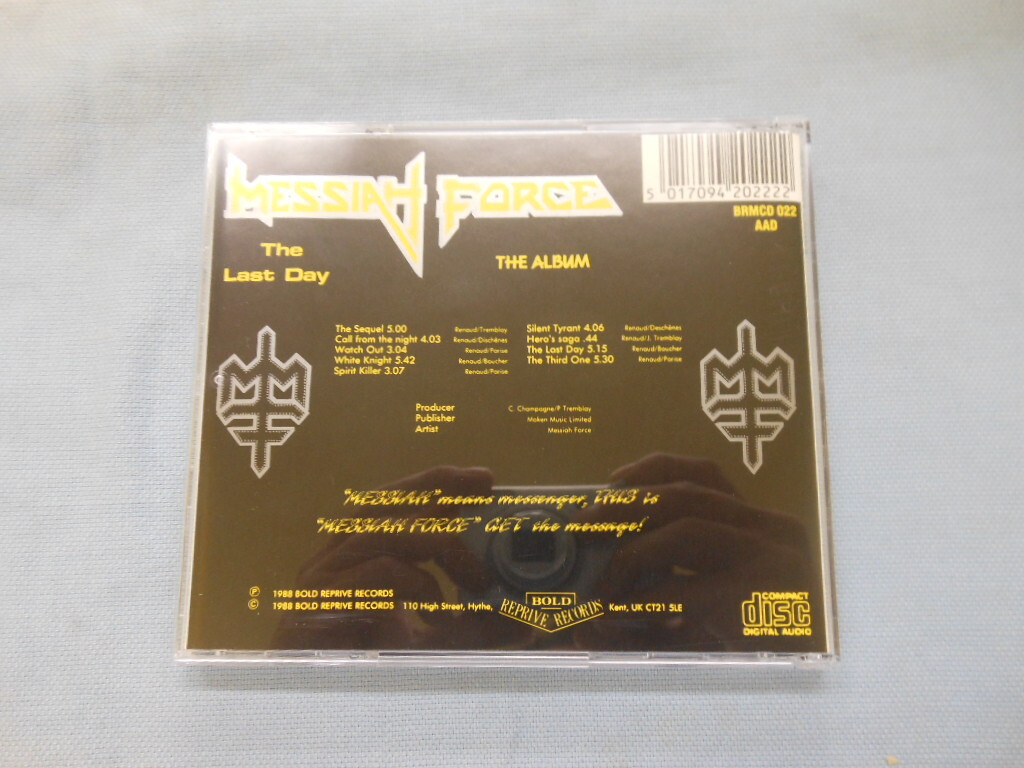 MESSIAH FORCE
5 017094 202222
BRMCD 022
AAD
The
Last Day
THE ALBUM
The Sequel 5.00 Renaud/Tremblay
Call from the night 4.03 Renaud/Dischênes
Watch Out 3.04 Renaud/Parise
White Knight 5.42 Renaud/Boucher
Spirit Killer 3.07 Renaud/Parise
Silent Tyrant 4.06 Renaud/Deschênes
Hero's saga .44 Renaud/J. Tremblay
The Last Day 5.15 Renaud/Boucher
The Third One 5.30 Renaud/Parise
Producer C. Champagne/P. Tremblay
Publisher Moken Music Limited
Artist Messiah Force
"MESSIAH" means messenger, THIS is
"MESSIAH FORCE" GET the message!
℗ 1988 BOLD REPRIVE RECORDS
© 1988 BOLD REPRIVE RECORDS 110 High Street, Hythe, Kent, UK CT21 5LE
BOLD
REPRIVE RECORDS
COMPACT
disc
DIGITAL AUDIO